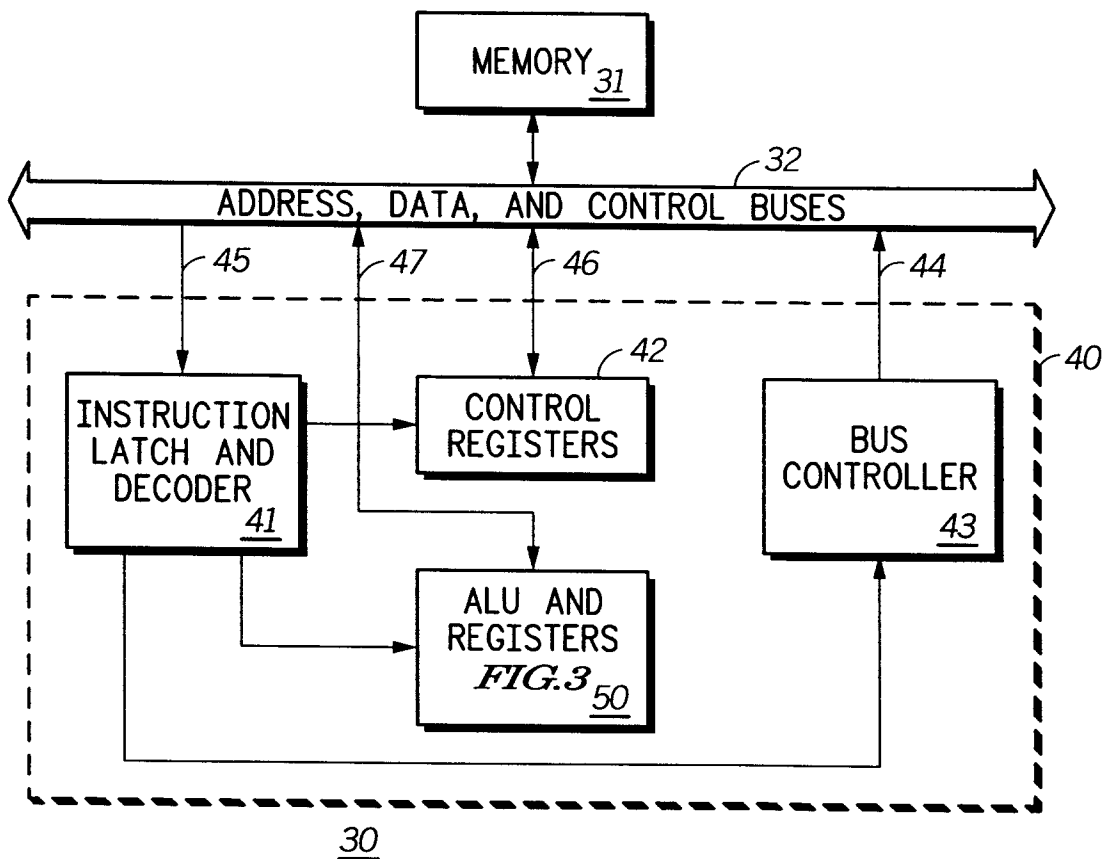 MEMORY
31
32
ADDRESS, DATA, AND CONTROL BUSES
45
47
46
44
40
42
INSTRUCTION
LATCH AND
DECODER
41
CONTROL
REGISTERS
BUS
CONTROLLER
43
ALU AND
REGISTERS
FIG.3
50
30